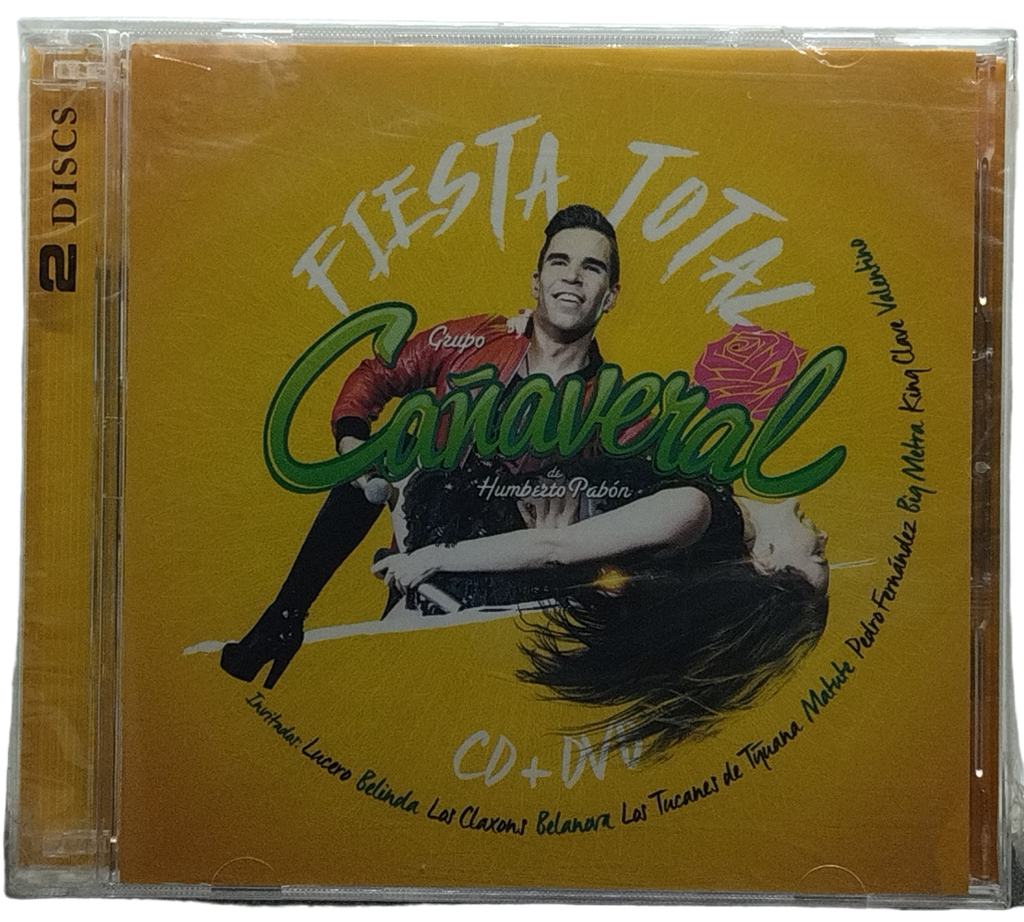 2 DISCS
FIESTA TOTAL
Grupo
Cañaveral
de
Humberto Pabón
CD + DVD
Invitados: Lucero Belinda Los Claxons Belanova Los Tucanes de Tijuana Matute Pedro Fernández Big Metra King Clave Valentino